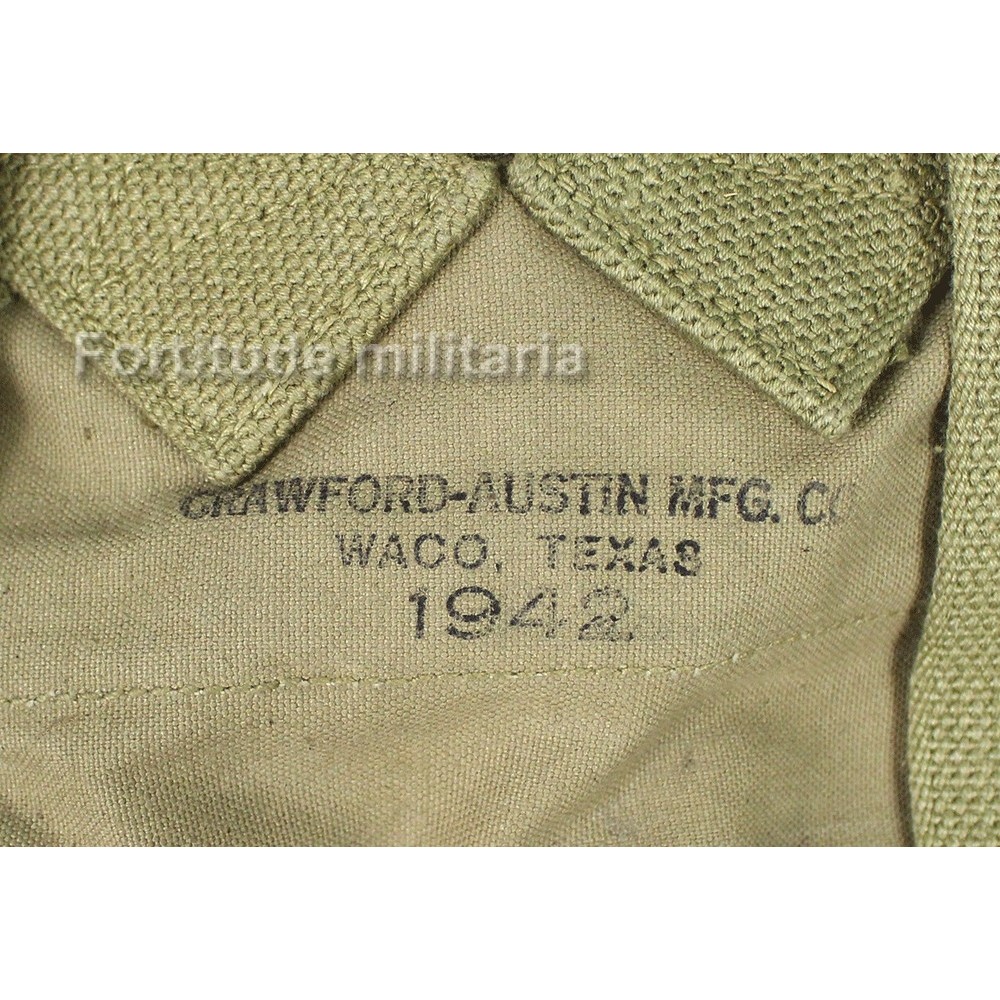 Fortitude militaria
CRAWFORD-AUSTIN MFG. CO
WACO, TEXAS
1942